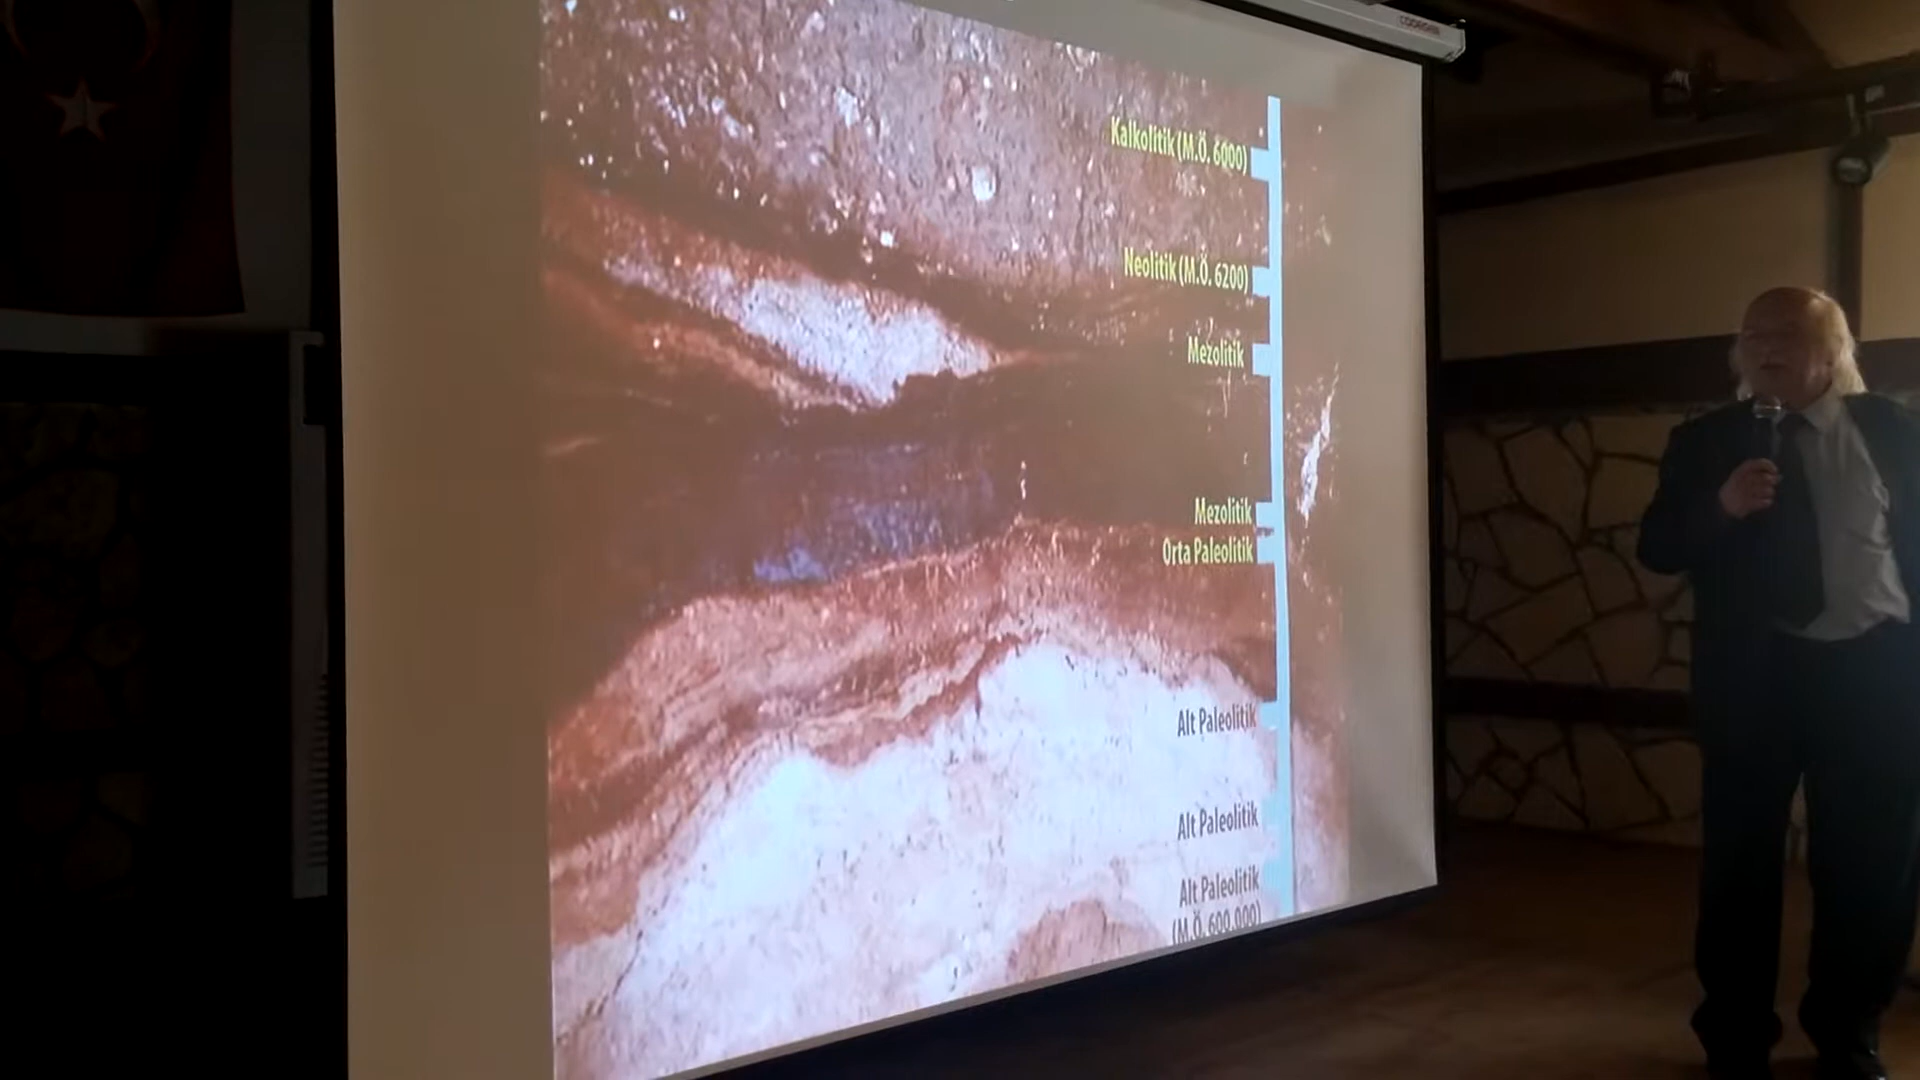 Kalkolitik (M.Ö. 6000)
Neolitik (M.Ö. 6200)
Mezolitik
Mezolitik
Orta Paleolitik
Alt Paleolitik
Alt Paleolitik
Alt Paleolitik
(M.Ö. 600.000)